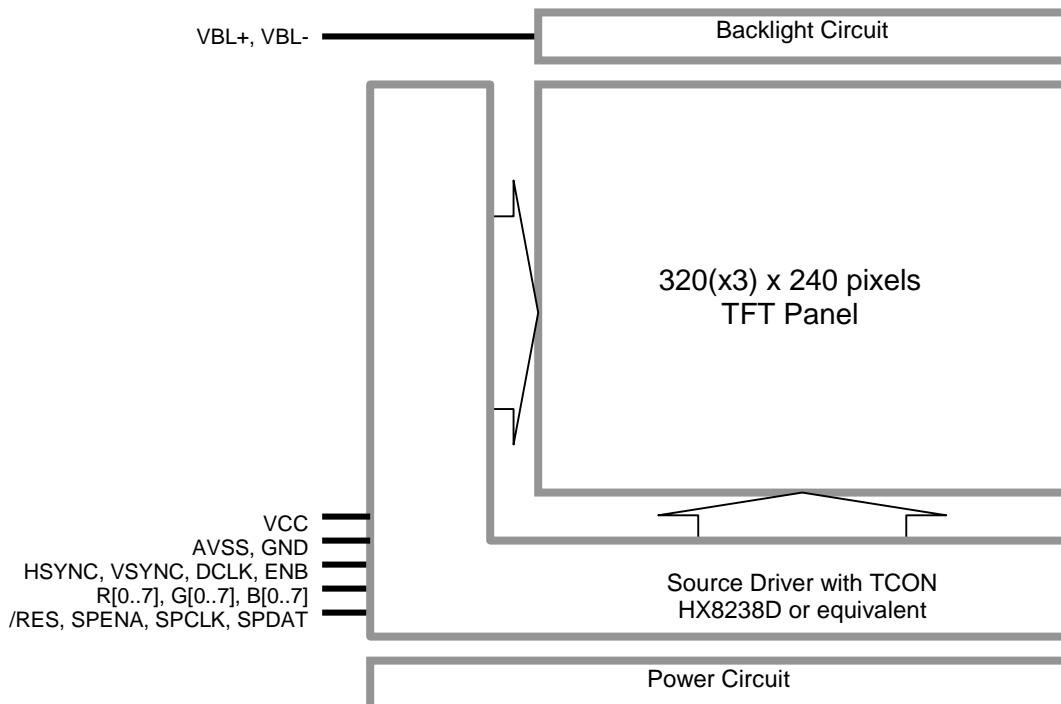 VBL+, VBL-
Backlight Circuit
320(x3) x 240 pixels
TFT Panel
VCC
AVSS, GND
HSYNC, VSYNC, DCLK, ENB
R[0..7], G[0..7], B[0..7]
/RES, SPENA, SPCLK, SPDAT
Source Driver with TCON
HX8238D or equivalent
Power Circuit